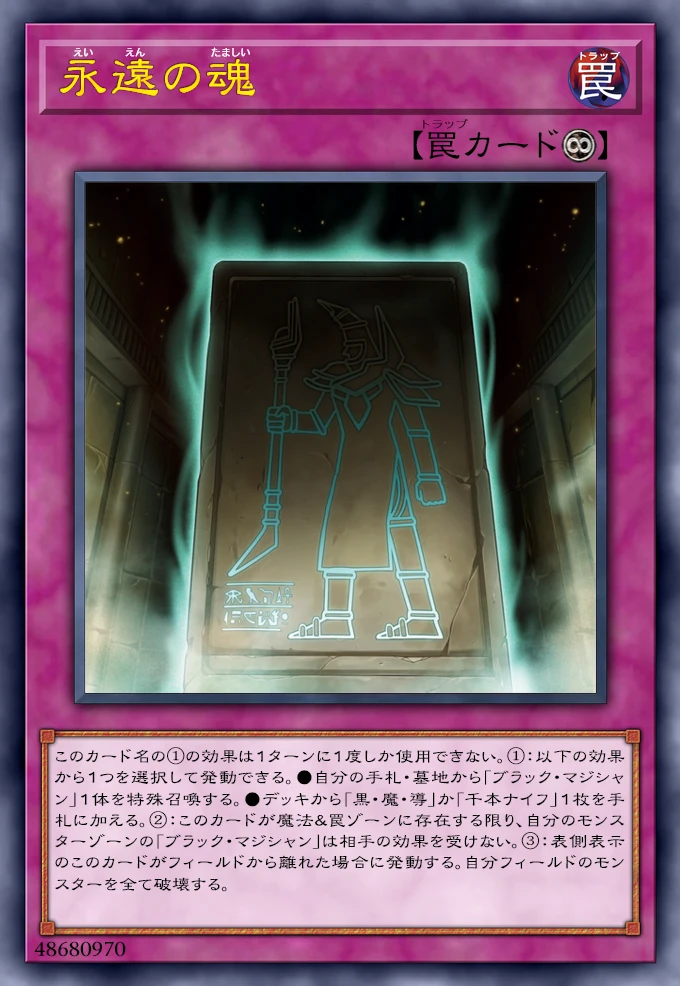 えい えん たましい
永遠の魂
トラップ
罠
トラップ
【罠カード】
このカード名の①の効果は1ターンに1度しか使用できない。①：以下の効果
から1つを選択して発動できる。●自分の手札・墓地から「ブラック・マジシャ
ン」1体を特殊召喚する。●デッキから「黒・魔・導」か「千本ナイフ」1枚を手
札に加える。②：このカードが魔法&罠ゾーンに存在する限り、自分のモンス
ターゾーンの「ブラック・マジシャン」は相手の効果を受けない。③：表側表示
のこのカードがフィールドから離れた場合に発動する。自分フィールドのモン
スターを全て破壊する。
48680970